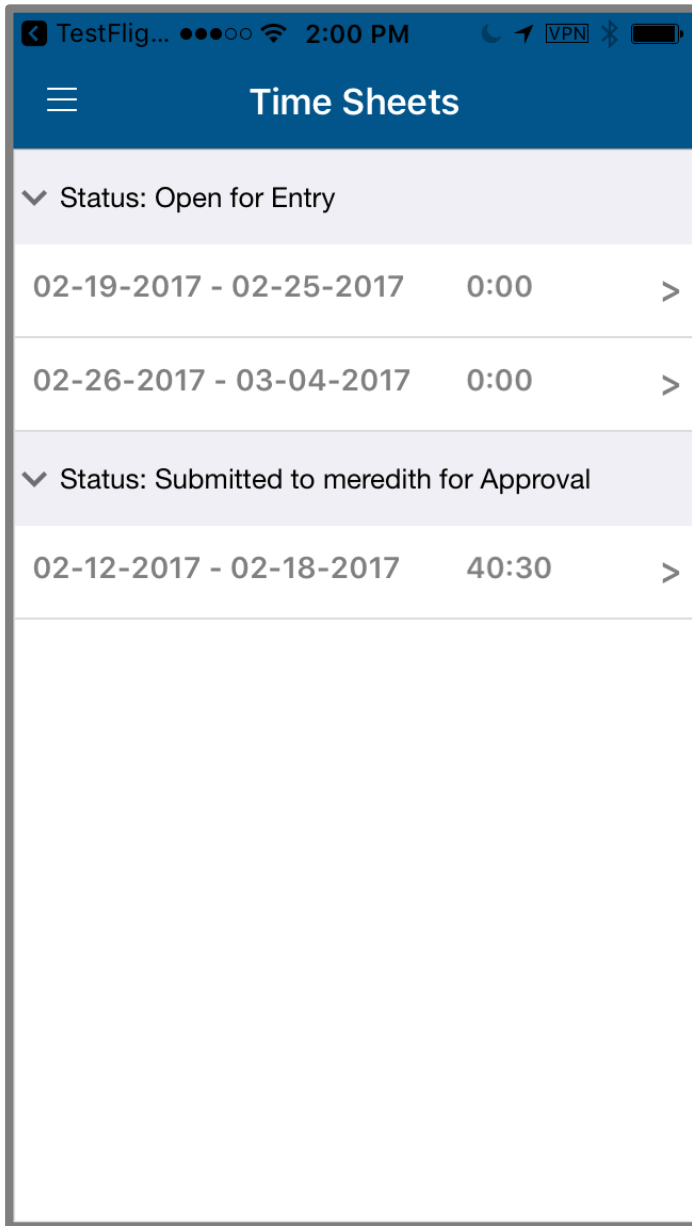 TestFlig... 2:00 PM VPN
Time Sheets
Status: Open for Entry
02-19-2017 - 02-25-2017 0:00 >
02-26-2017 - 03-04-2017 0:00 >
Status: Submitted to meredith for Approval
02-12-2017 - 02-18-2017 40:30 >